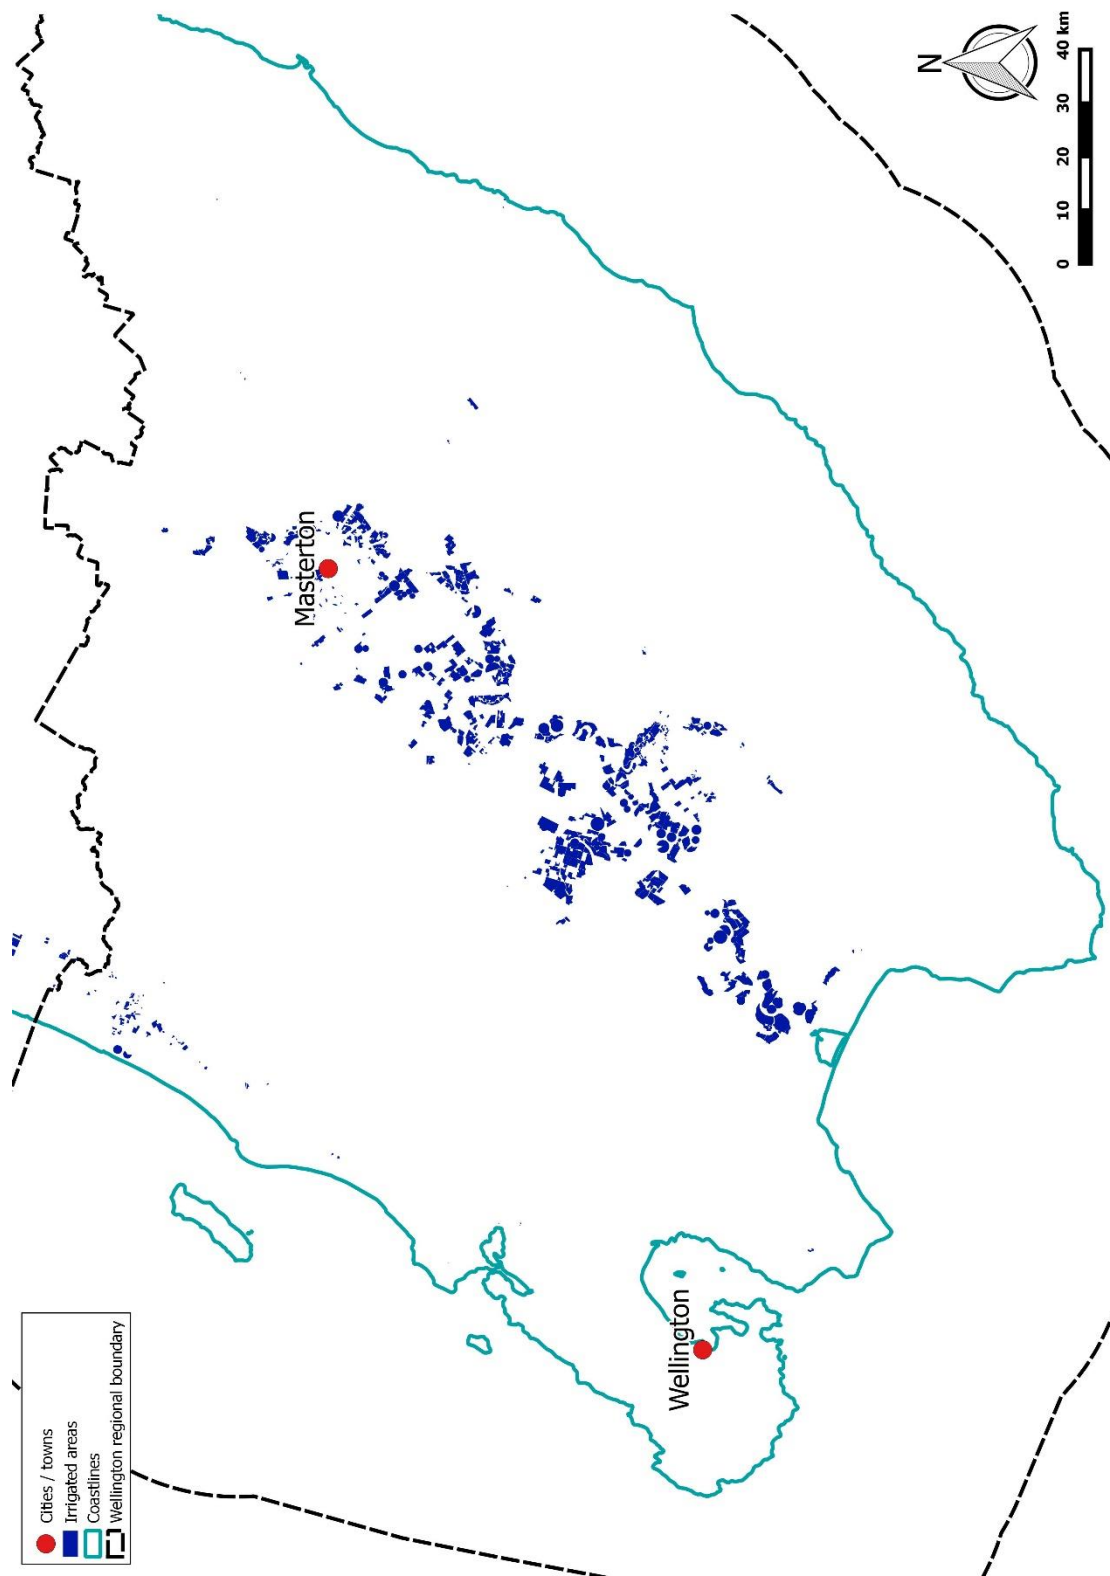 Cities / towns
Irrigated areas
Coastlines
Wellington regional boundary
Masterton
Wellington
N
0 10 20 30 40 km